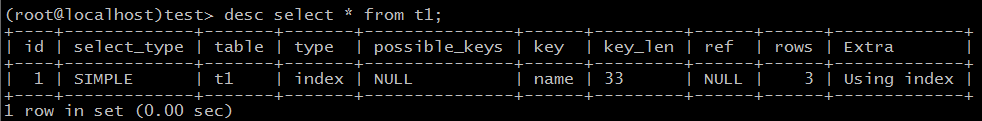 (root@localhost)test> desc select * from t1;
+----+-------------+-------+-------+---------------+------+---------+------+------+-------------+
| id | select_type | table | type  | possible_keys | key  | key_len | ref  | rows | Extra       |
+----+-------------+-------+-------+---------------+------+---------+------+------+-------------+
|  1 | SIMPLE      | t1    | index | NULL          | name | 33      | NULL |    3 | Using index |
+----+-------------+-------+-------+---------------+------+---------+------+------+-------------+
1 row in set (0.00 sec)